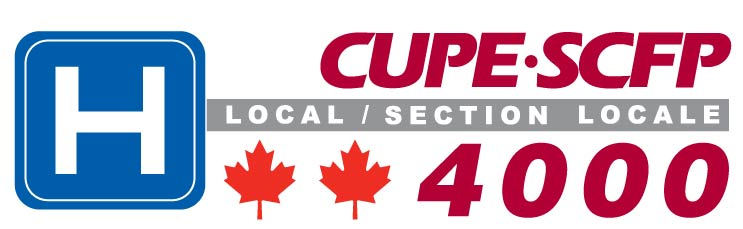 H
CUPE·SCFP
LOCAL / SECTION LOCALE
4000